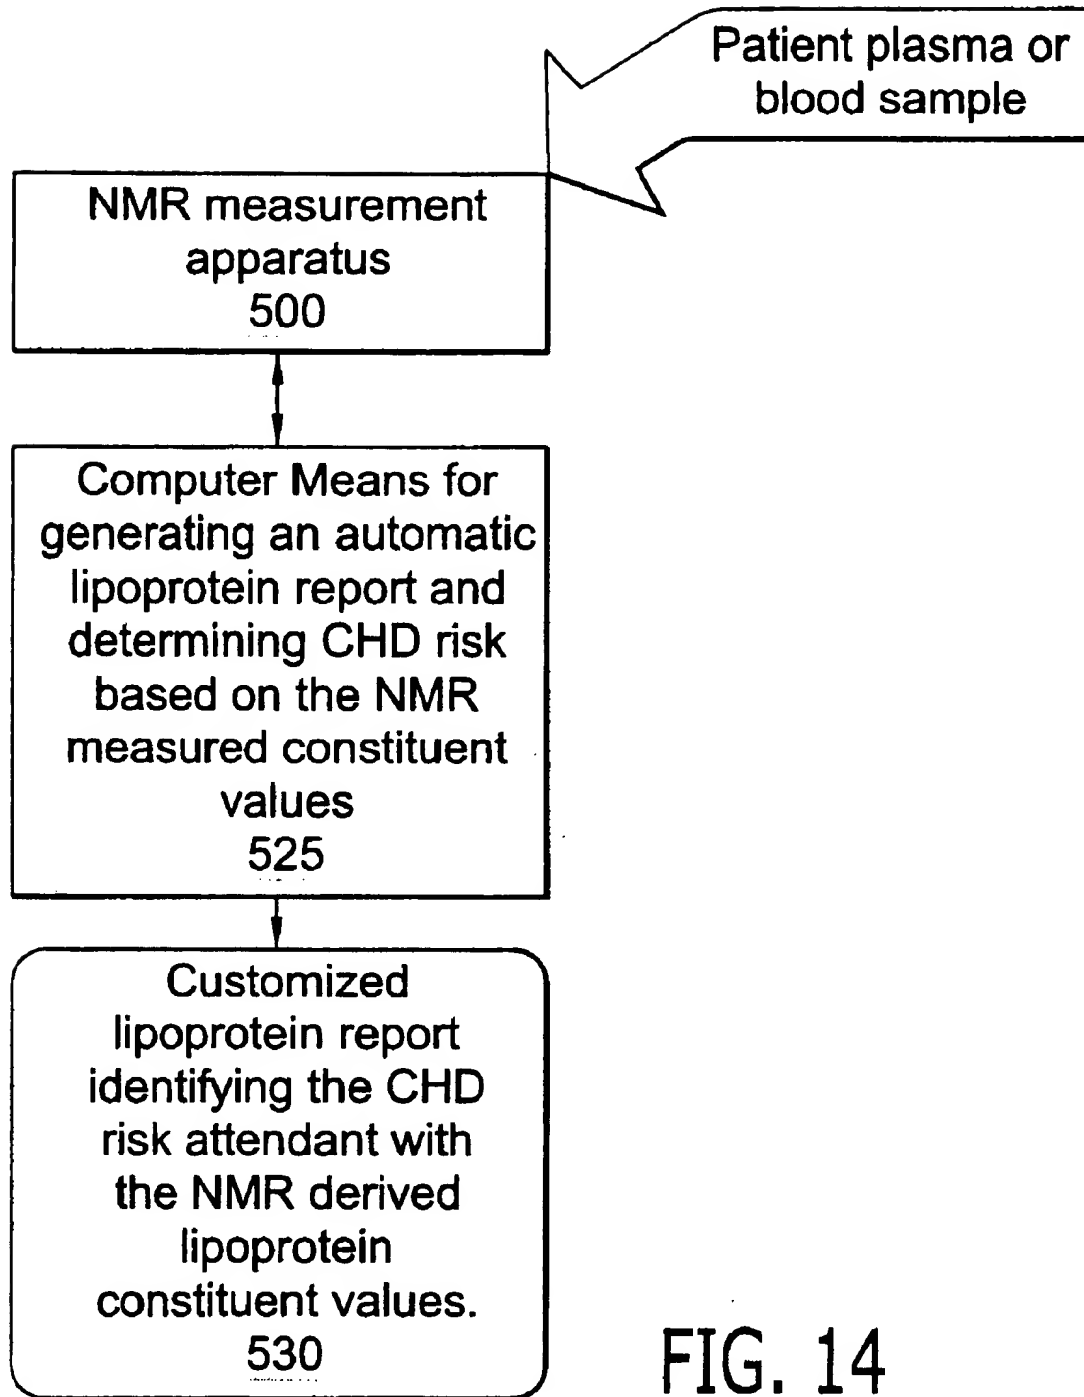 Patient plasma or
blood sample
NMR measurement
apparatus
500
Computer Means for
generating an automatic
lipoprotein report and
determining CHD risk
based on the NMR
measured constituent
values
525
Customized
lipoprotein report
identifying the CHD
risk attendant with
the NMR derived
lipoprotein
constituent values.
530
FIG. 14